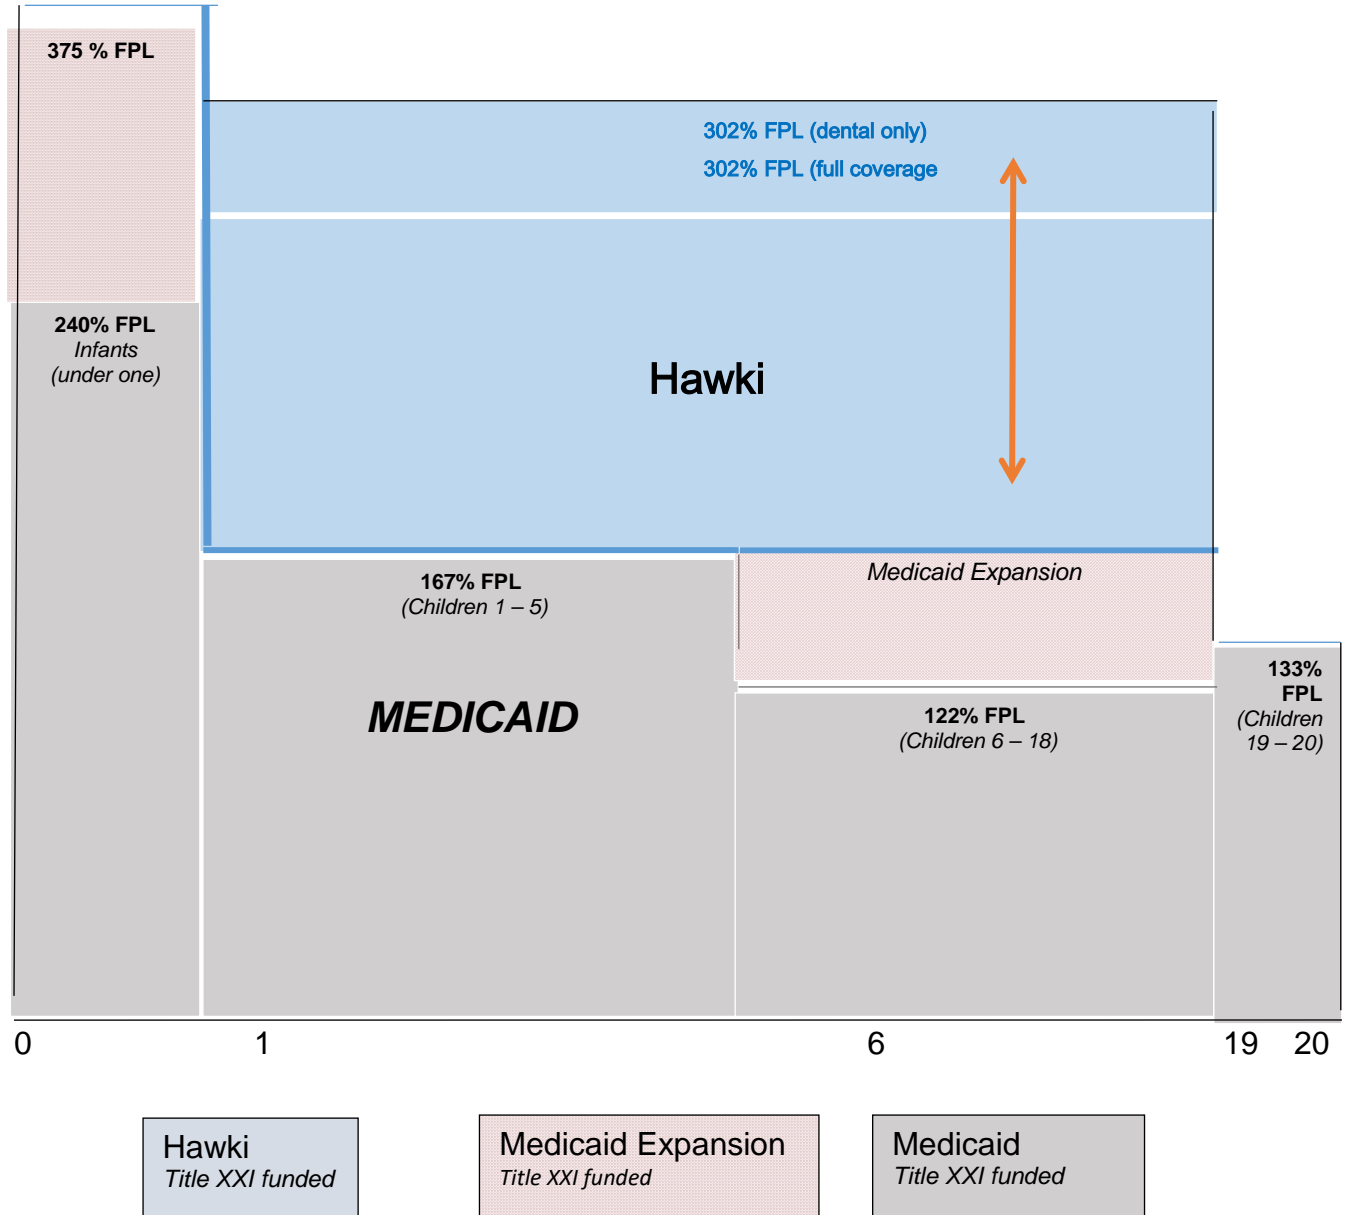 375 % FPL
302% FPL (dental only)
302% FPL (full coverage
240% FPL
Infants
(under one)
Hawki
167% FPL
(Children 1 – 5)
Medicaid Expansion
MEDICAID
122% FPL
(Children 6 – 18)
133%
FPL
(Children
19 – 20)
0 1 6 19 20
Hawki
Title XXI funded
Medicaid Expansion
Title XXI funded
Medicaid
Title XXI funded